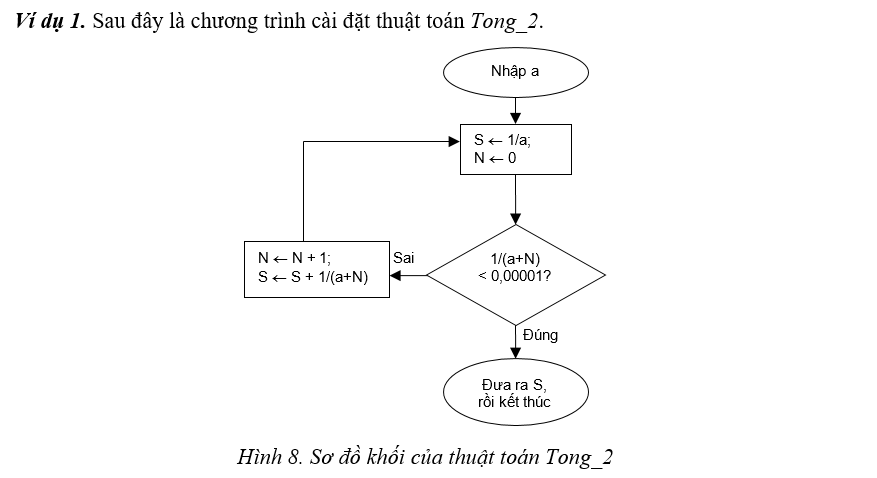 Ví dụ 1. Sau đây là chương trình cài đặt thuật toán Tong_2.
Nhập a
S ← 1/a;
N ← 0
N ← N + 1;
S ← S + 1/(a+N)
Sai
1/(a+N)
< 0,00001?
Đúng
Đưa ra S,
rồi kết thúc
Hình 8. Sơ đồ khối của thuật toán Tong_2